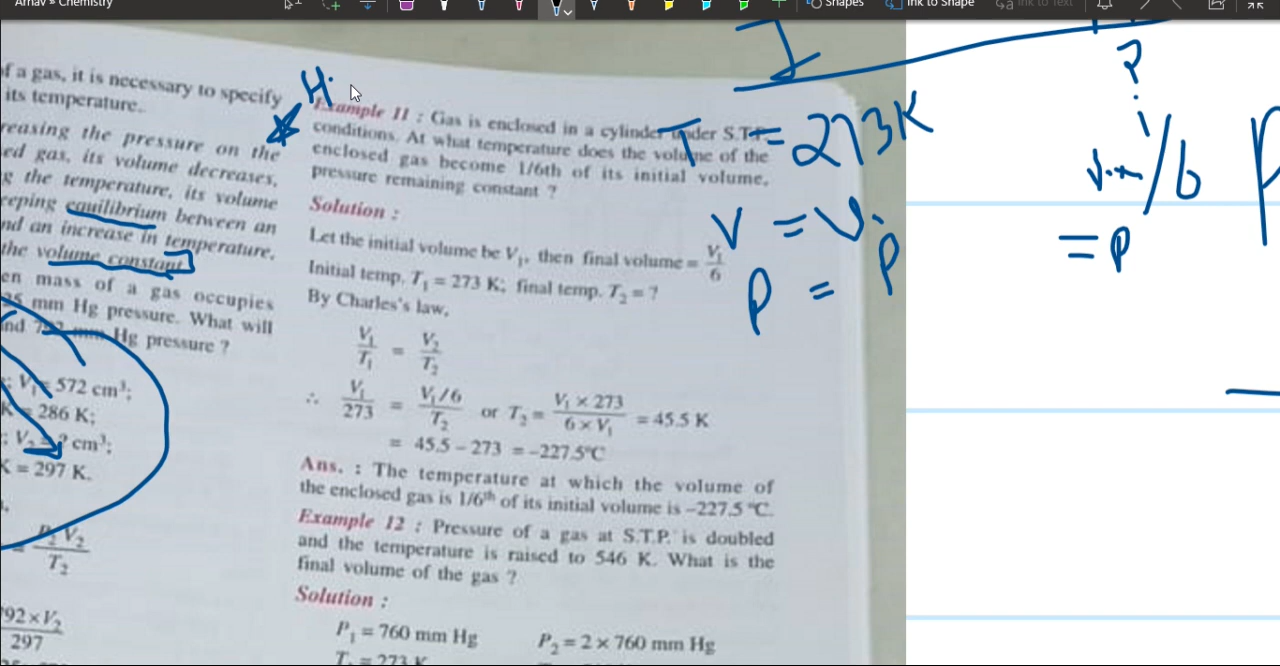 Arnav » Chemistry
Shapes
Ink to Shape
Ink to Text
of a gas, it is necessary to specify
its temperature.
reasing the pressure on the
ed gas, its volume decreases,
g the temperature, its volume
eeping equilibrium between an
nd an increase in temperature,
the volume constant
en mass of a gas occupies
mm Hg pressure. What will
nd mm Hg pressure ?
; V₁ = 572 cm³;
K = 286 K;
; V₂ = ? cm³;
K = 297 K.
P₂V₂
T₂
792×V₂
297
H.
Example 11 : Gas is enclosed in a cylinder under S.T.P.
conditions. At what temperature does the volume of the
enclosed gas become 1/6th of its initial volume,
pressure remaining constant ?
Solution :
Let the initial volume be V₁, then final volume = V₁/6
Initial temp. T₁ = 273 K; final temp. T₂ = ?
By Charles's law,
V₁/T₁ = V₂/T₂
∴ V₁/273 = V₁/6 / T₂ or T₂ = V₁ × 273 / 6 × V₁ = 45.5 K
= 45.5 – 273 = –227.5°C
Ans. : The temperature at which the volume of
the enclosed gas is 1/6th of its initial volume is –227.5 °C.
Example 12 : Pressure of a gas at S.T.P. is doubled
and the temperature is raised to 546 K. What is the
final volume of the gas ?
Solution :
P₁ = 760 mm Hg P₂ = 2 × 760 mm Hg
T₁ = 273 K
I
T = 273K
V = V
P = P
?
/6
= P
P